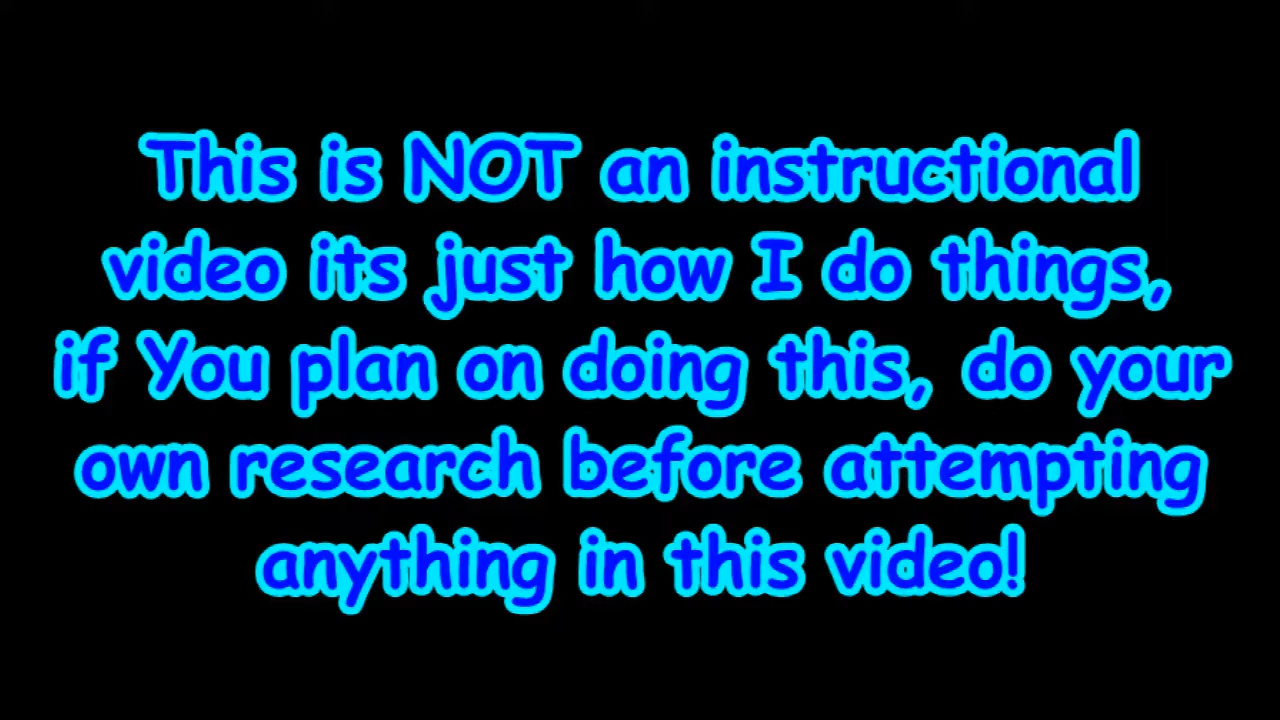 This is NOT an instructional
video its just how I do things,
if You plan on doing this, do your
own research before attempting
anything in this video!